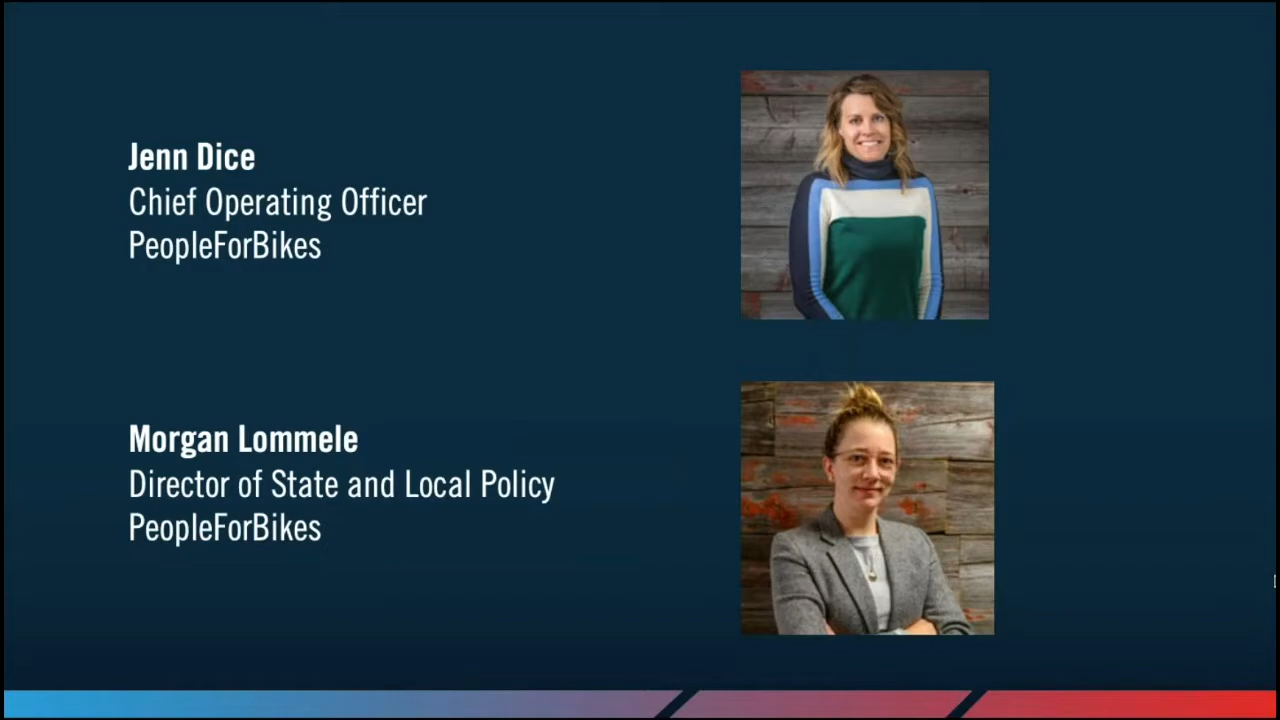 Jenn Dice
Chief Operating Officer
PeopleForBikes
Morgan Lommele
Director of State and Local Policy
PeopleForBikes